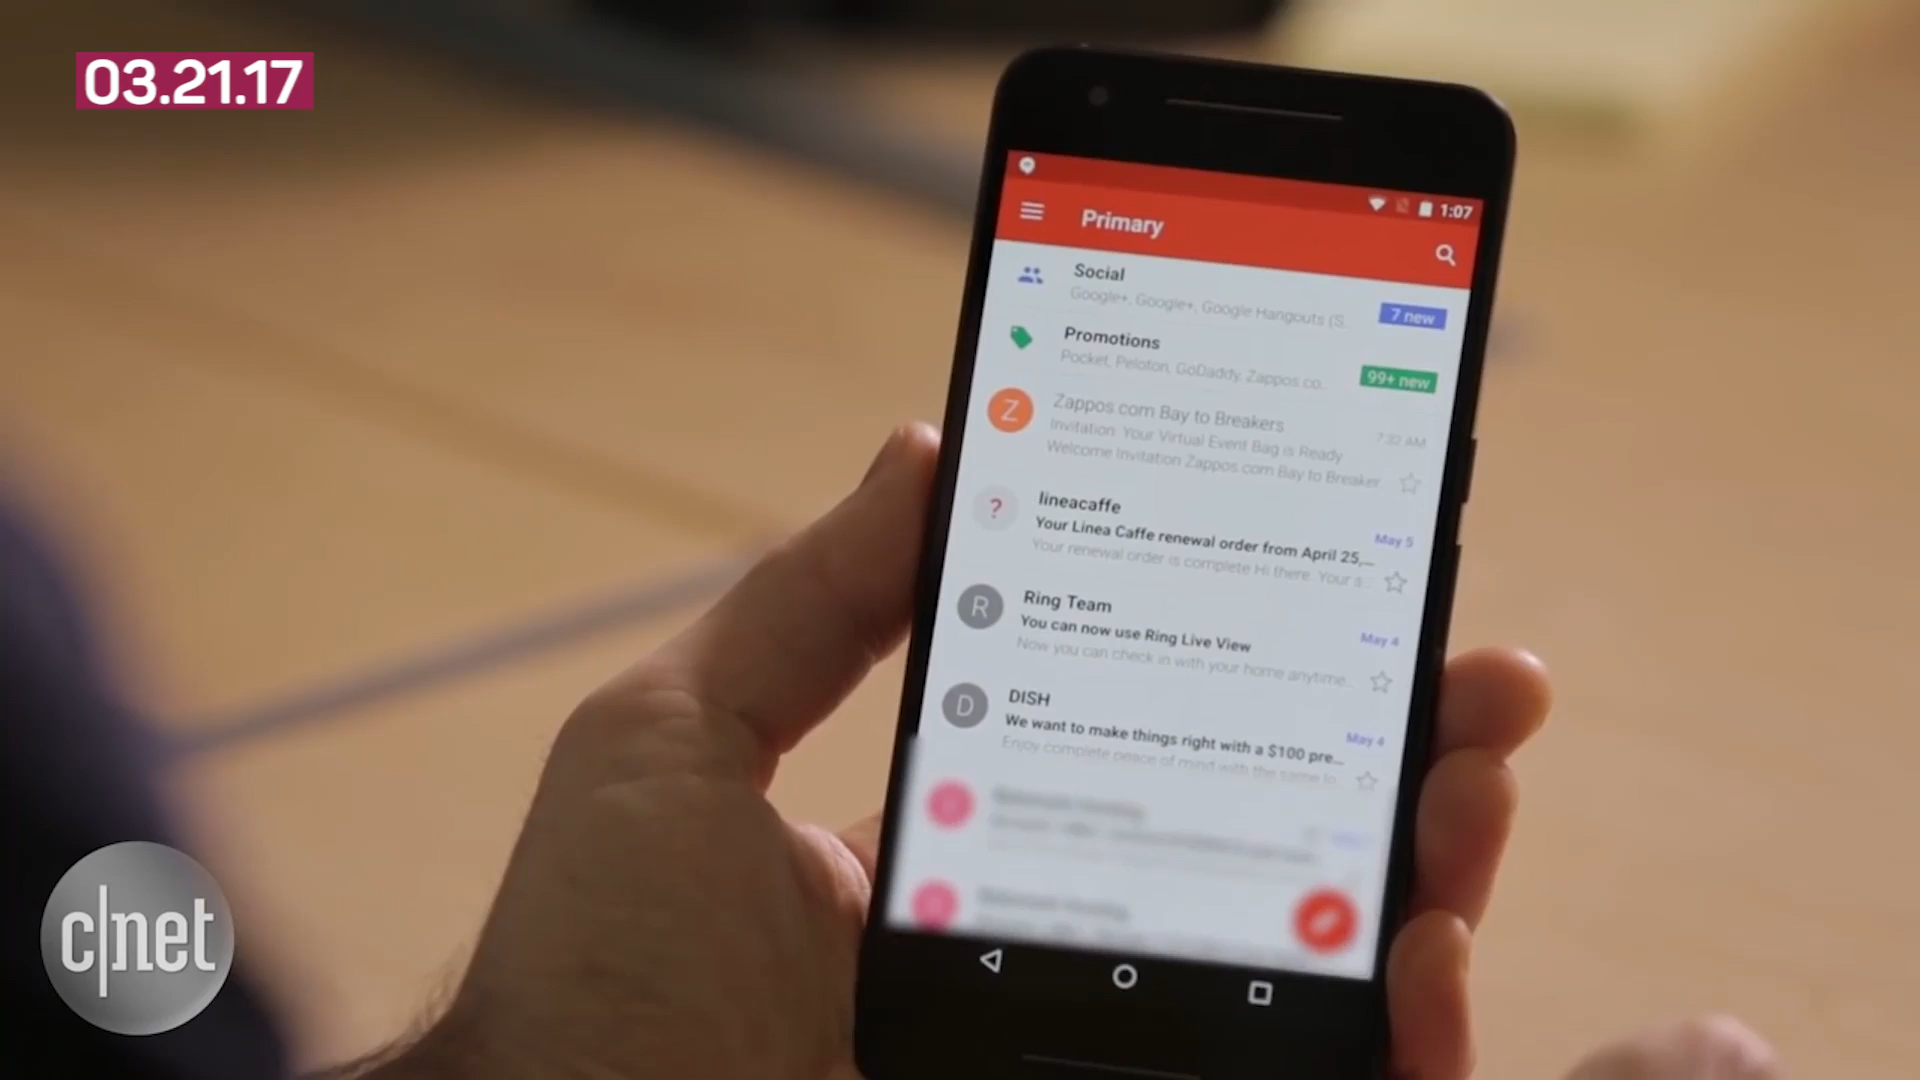 03.21.17
1:07
Primary
Social
Google+, Google+, Google Hangouts (S...
7 new
Promotions
Pocket, Peloton, GoDaddy, Zappos.co...
99+ new
Z
Zappos.com Bay to Breakers
7:32 AM
Invitation: Your Virtual Event Bag is Ready
Welcome Invitation Zappos.com Bay to Breaker
?
lineacaffe
Your Linea Caffe renewal order from April 25,...
May 5
Your renewal order is complete Hi there. Your s...
R
Ring Team
You can now use Ring Live View
May 4
Now you can check in with your home anytime...
D
DISH
We want to make things right with a $100 pre...
May 4
Enjoy complete peace of mind with the same to...
c|net